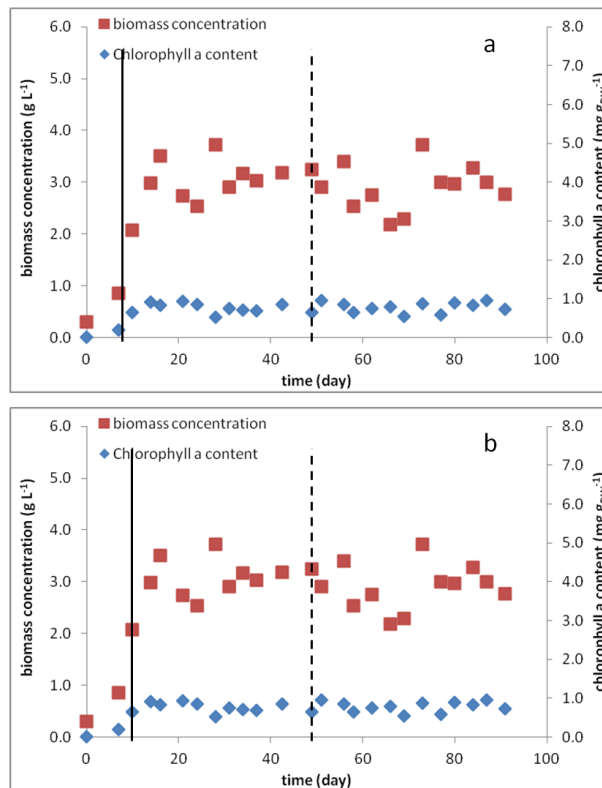 biomass concentration
Chlorophyll a content
a
6.0
5.0
4.0
3.0
2.0
1.0
0.0
8.0
7.0
6.0
5.0
4.0
3.0
2.0
1.0
0.0
biomass concentration (g L-1)
chlorophyll a content (mg gDW-1)
0 20 40 60 80 100
time (day)
biomass concentration
Chlorophyll a content
b
6.0
5.0
4.0
3.0
2.0
1.0
0.0
8.0
7.0
6.0
5.0
4.0
3.0
2.0
1.0
0.0
biomass concentration (g L-1)
chlorophyll a content (mg gDW-1)
0 20 40 60 80 100
time (day)